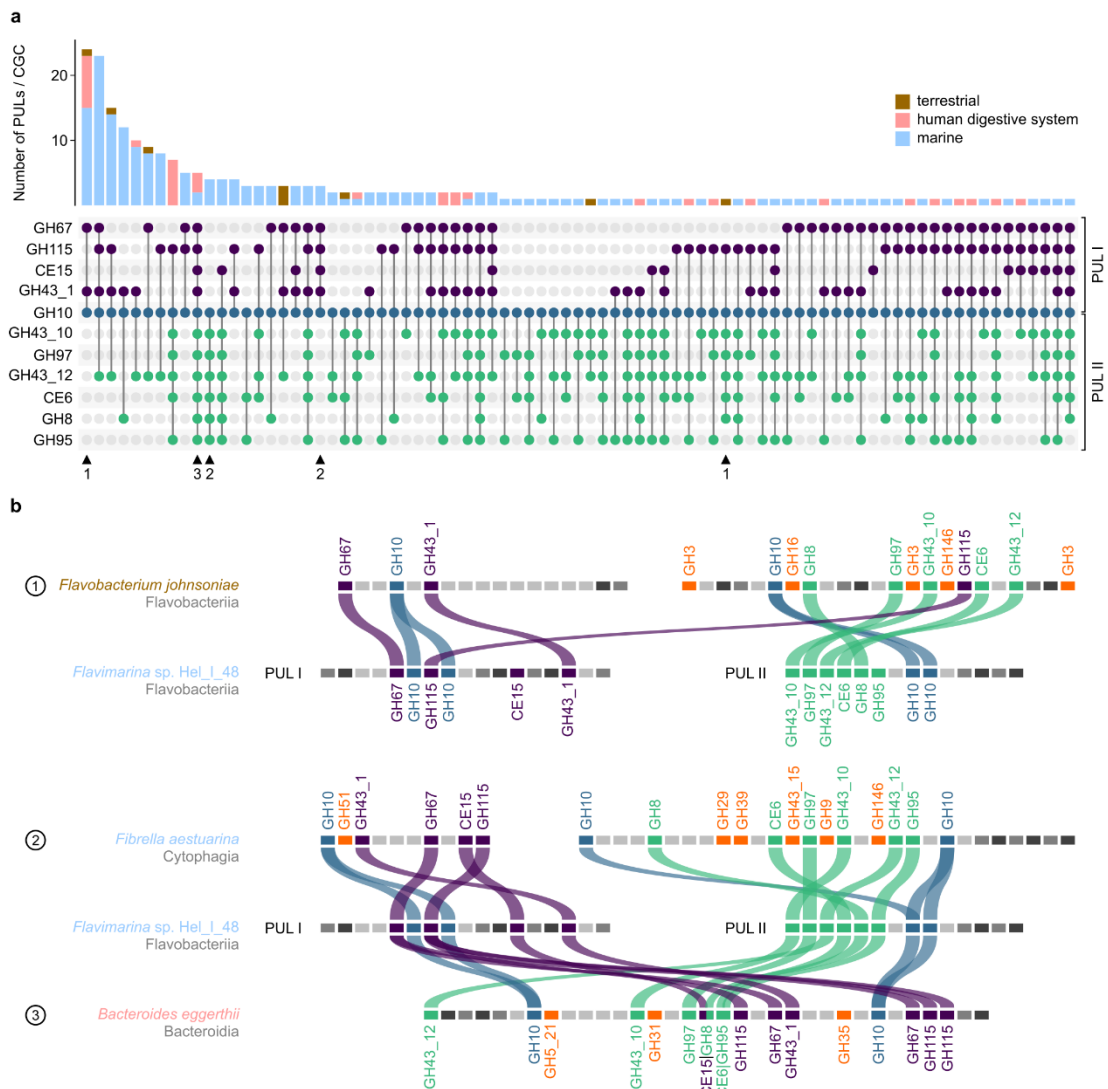 a
Number of PULs / CGC
20
10
terrestrial
human digestive system
marine
GH67
GH115
CE15
GH43_1
GH10
GH43_10
GH97
GH43_12
CE6
GH8
GH95
PUL I
PUL II
1
3
2
2
1
b
GH67
GH10
GH43_1
GH3
GH10
GH16
GH8
GH97
GH3
GH43_10
GH146
GH115
CE6
GH43_12
GH3
1
Flavobacterium johnsoniae
Flavobacteriia
Flavimarina sp. Hel_I_48
Flavobacteriia
PUL I
PUL II
GH67
GH10
GH115
GH10
CE15
GH43_1
GH43_10
GH97
GH43_12
CE6
GH8
GH95
GH10
GH10
GH10
GH51
GH43_1
GH67
CE15
GH115
GH10
GH8
GH29
GH39
CE6
GH43_15
GH97
GH9
GH43_10
GH146
GH43_12
GH95
GH10
2
Fibrella aestuarina
Cytophagia
Flavimarina sp. Hel_I_48
Flavobacteriia
PUL I
PUL II
3
Bacteroides eggerthii
Bacteroidia
GH43_12
GH10
GH5_21
GH43_10
GH31
GH97
CE15|GH8
CE6|GH95
GH115
GH67
GH43_1
GH35
GH10
GH67
GH115
GH115